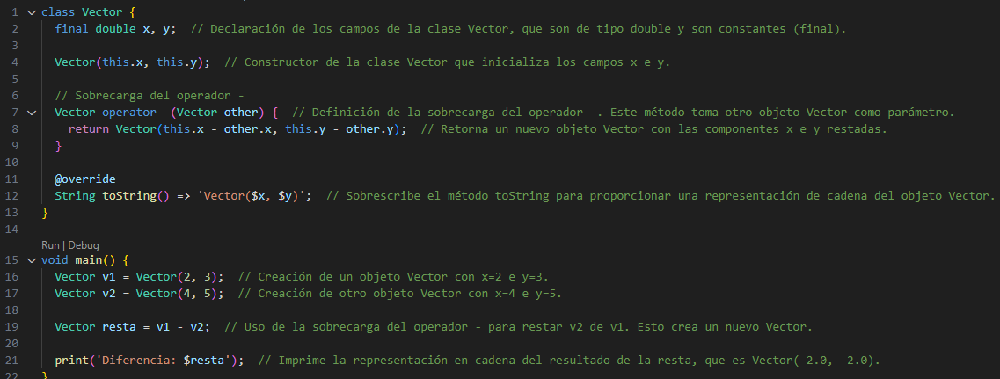 1 class Vector {
2 final double x, y; // Declaración de los campos de la clase Vector, que son de tipo double y son constantes (final).
3
4 Vector(this.x, this.y); // Constructor de la clase Vector que inicializa los campos x e y.
5
6 // Sobrecarga del operador -
7 Vector operator -(Vector other) { // Definición de la sobrecarga del operador -. Este método toma otro objeto Vector como parámetro.
8 return Vector(this.x - other.x, this.y - other.y); // Retorna un nuevo objeto Vector con las componentes x e y restadas.
9 }
10
11 @override
12 String toString() => 'Vector($x, $y)'; // Sobrescribe el método toString para proporcionar una representación de cadena del objeto Vector.
13 }
14
Run | Debug
15 void main() {
16 Vector v1 = Vector(2, 3); // Creación de un objeto Vector con x=2 e y=3.
17 Vector v2 = Vector(4, 5); // Creación de otro objeto Vector con x=4 e y=5.
18
19 Vector resta = v1 - v2; // Uso de la sobrecarga del operador - para restar v2 de v1. Esto crea un nuevo Vector.
20
21 print('Diferencia: $resta'); // Imprime la representación en cadena del resultado de la resta, que es Vector(-2.0, -2.0).
22 }